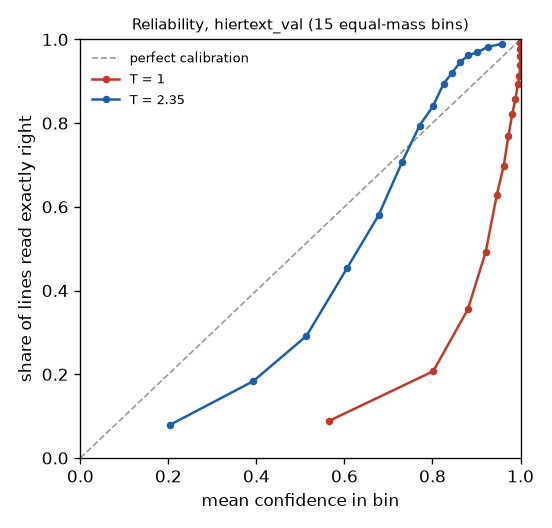 Reliability, hiertext_val (15 equal-mass bins)
perfect calibration
T = 1
T = 2.35
share of lines read exactly right
1.0
0.8
0.6
0.4
0.2
0.0
0.0 0.2 0.4 0.6 0.8 1.0
mean confidence in bin